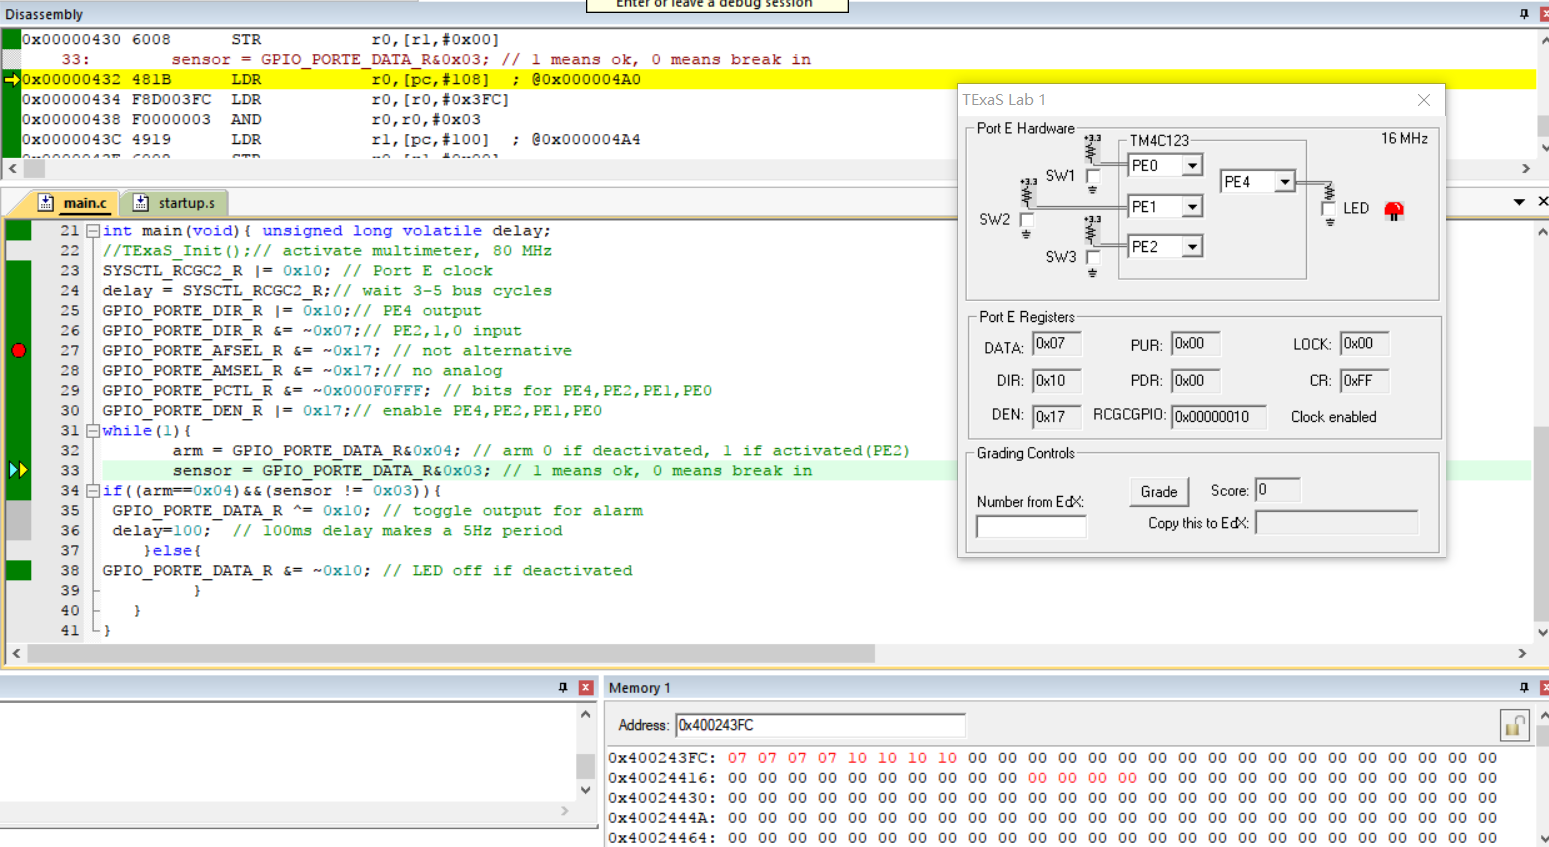 Enter or leave a debug session
Disassembly
0x00000430 6008 STR r0,[r1,#0x00]
33: sensor = GPIO_PORTE_DATA_R&0x03; // 1 means ok, 0 means break in
0x00000432 481B LDR r0,[pc,#108] ; @0x000004A0
0x00000434 F8D003FC LDR r0,[r0,#0x3FC]
0x00000438 F0000003 AND r0,r0,#0x03
0x0000043C 4919 LDR r1,[pc,#100] ; @0x000004A4
0x0000043E 6008 STR r0,[r1,#0x00]
main.c
startup.s
21 int main(void){ unsigned long volatile delay;
22 //TExaS_Init();// activate multimeter, 80 MHz
23 SYSCTL_RCGC2_R |= 0x10; // Port E clock
24 delay = SYSCTL_RCGC2_R;// wait 3-5 bus cycles
25 GPIO_PORTE_DIR_R |= 0x10;// PE4 output
26 GPIO_PORTE_DIR_R &= ~0x07;// PE2,1,0 input
27 GPIO_PORTE_AFSEL_R &= ~0x17; // not alternative
28 GPIO_PORTE_AMSEL_R &= ~0x17;// no analog
29 GPIO_PORTE_PCTL_R &= ~0x000F0FFF; // bits for PE4,PE2,PE1,PE0
30 GPIO_PORTE_DEN_R |= 0x17;// enable PE4,PE2,PE1,PE0
31 while(1){
32 arm = GPIO_PORTE_DATA_R&0x04; // arm 0 if deactivated, 1 if activated(PE2)
33 sensor = GPIO_PORTE_DATA_R&0x03; // 1 means ok, 0 means break in
34 if((arm==0x04)&&(sensor != 0x03)){
35 GPIO_PORTE_DATA_R ^= 0x10; // toggle output for alarm
36 delay=100; // 100ms delay makes a 5Hz period
37 }else{
38 GPIO_PORTE_DATA_R &= ~0x10; // LED off if deactivated
39 }
40 }
41 }
TExaS Lab 1
Port E Hardware
16 MHz
+3.3
TM4C123
PE0
SW1
+3.3
PE4
LED
PE1
SW2
+3.3
PE2
SW3
Port E Registers
DATA: 0x07 PUR: 0x00 LOCK: 0x00
DIR: 0x10 PDR: 0x00 CR: 0xFF
DEN: 0x17 RCGCGPIO: 0x00000010 Clock enabled
Grading Controls
Number from EdX:
Grade
Score: 0
Copy this to EdX:
Memory 1
Address: 0x400243FC
0x400243FC: 07 07 07 07 10 10 10 10 00 00 00 00 00 00 00 00 00 00 00 00 00 00 00 00 00 00
0x40024416: 00 00 00 00 00 00 00 00 00 00 00 00 00 00 00 00 00 00 00 00 00 00 00 00 00 00
0x40024430: 00 00 00 00 00 00 00 00 00 00 00 00 00 00 00 00 00 00 00 00 00 00 00 00 00 00
0x4002444A: 00 00 00 00 00 00 00 00 00 00 00 00 00 00 00 00 00 00 00 00 00 00 00 00 00 00
0x40024464: 00 00 00 00 00 00 00 00 00 00 00 00 00 00 00 00 00 00 00 00 00 00 00 00 00 00